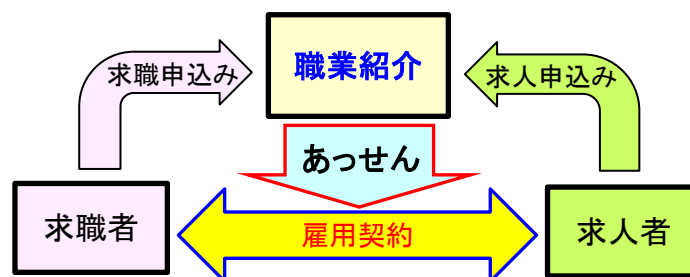 職業紹介
求職申込み
求人申込み
あっせん
求職者
雇用契約
求人者